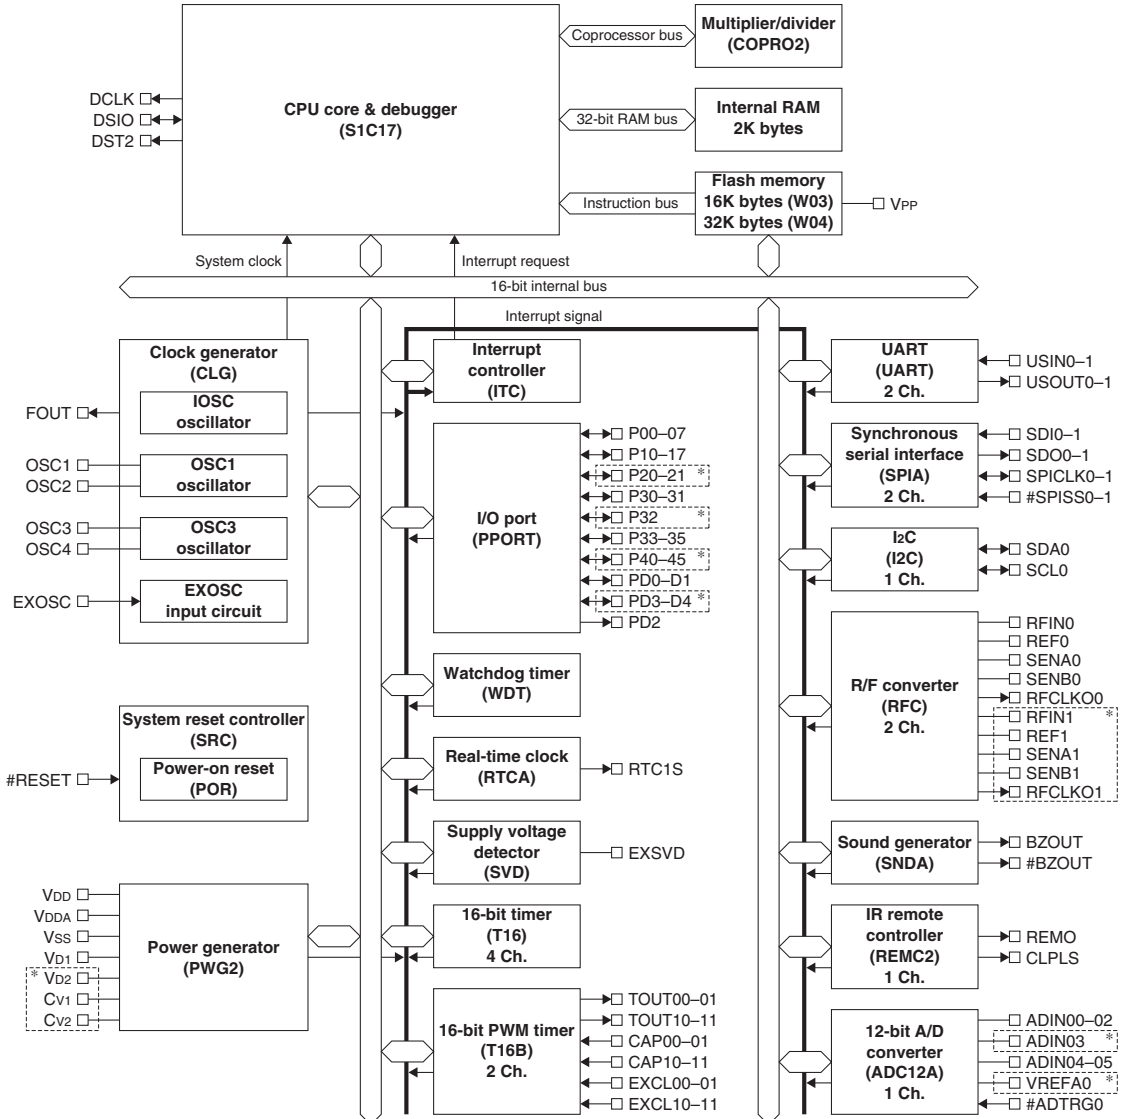 Multiplier/divider
(COPRO2)
Coprocessor bus
DCLK
DSIO
DST2
CPU core & debugger
(S1C17)
32-bit RAM bus
Internal RAM
2K bytes
Instruction bus
Flash memory
16K bytes (W03)
32K bytes (W04)
VPP
System clock
Interrupt request
16-bit internal bus
Interrupt signal
Clock generator
(CLG)
IOSC
oscillator
OSC1
oscillator
OSC3
oscillator
EXOSC
input circuit
FOUT
OSC1
OSC2
OSC3
OSC4
EXOSC
System reset controller
(SRC)
Power-on reset
(POR)
#RESET
VDD
VDDA
VSS
VD1
* VD2
CV1
CV2
Power generator
(PWG2)
Interrupt
controller
(ITC)
I/O port
(PPORT)
P00–07
P10–17
P20–21 *
P30–31
P32 *
P33–35
P40–45 *
PD0–D1
PD3–D4 *
PD2
Watchdog timer
(WDT)
Real-time clock
(RTCA)
RTC1S
Supply voltage
detector
(SVD)
EXSVD
16-bit timer
(T16)
4 Ch.
16-bit PWM timer
(T16B)
2 Ch.
TOUT00–01
TOUT10–11
CAP00–01
CAP10–11
EXCL00–01
EXCL10–11
UART
(UART)
2 Ch.
USIN0–1
USOUT0–1
Synchronous
serial interface
(SPIA)
2 Ch.
SDI0–1
SDO0–1
SPICLK0–1
#SPISS0–1
I2C
(I2C)
1 Ch.
SDA0
SCL0
R/F converter
(RFC)
2 Ch.
RFIN0
REF0
SENA0
SENB0
RFCLKO0
RFIN1 *
REF1
SENA1
SENB1
RFCLKO1
Sound generator
(SNDA)
BZOUT
#BZOUT
IR remote
controller
(REMC2)
1 Ch.
REMO
CLPLS
12-bit A/D
converter
(ADC12A)
1 Ch.
ADIN00–02
ADIN03 *
ADIN04–05
VREFA0 *
#ADTRG0